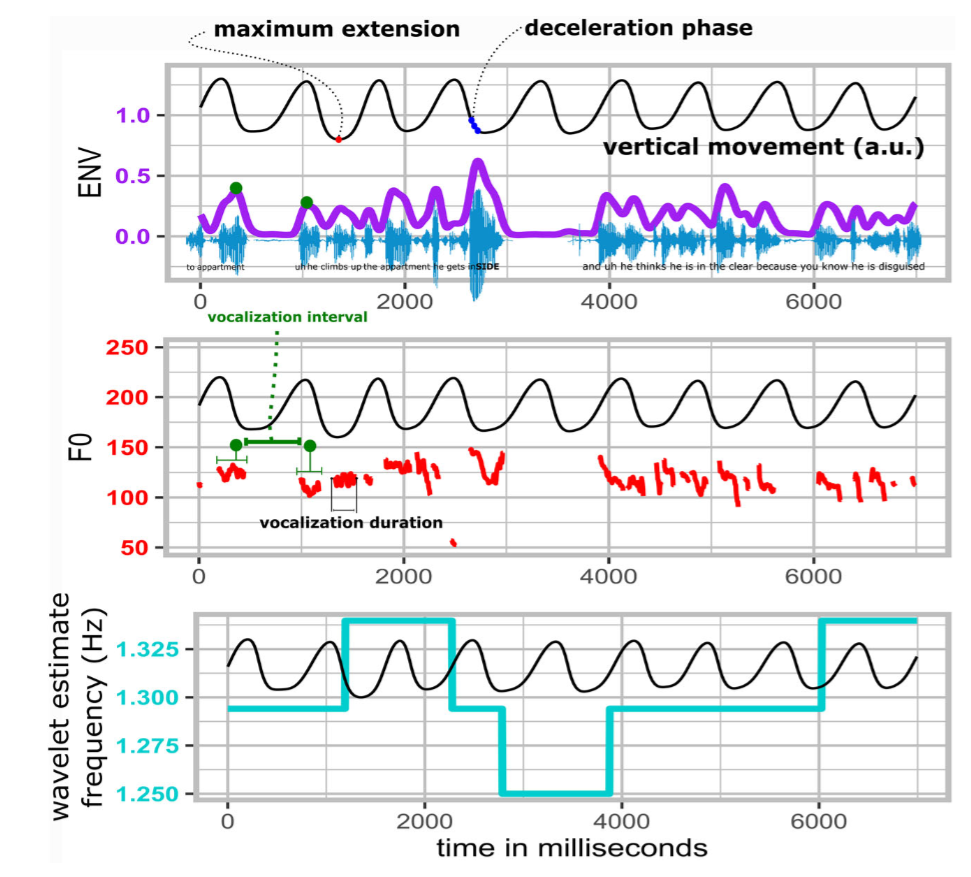 maximum extension
deceleration phase
ENV
1.0
0.5
0.0
vertical movement (a.u.)
to appartment
uh he climbs up the appartment he gets inSIDE
and uh he thinks he is in the clear because you know he is disguised
0
2000
4000
6000
vocalization interval
F0
250
200
150
100
50
vocalization duration
0
2000
4000
6000
wavelet estimate
frequency (Hz)
1.325
1.300
1.275
1.250
0
2000
4000
6000
time in milliseconds